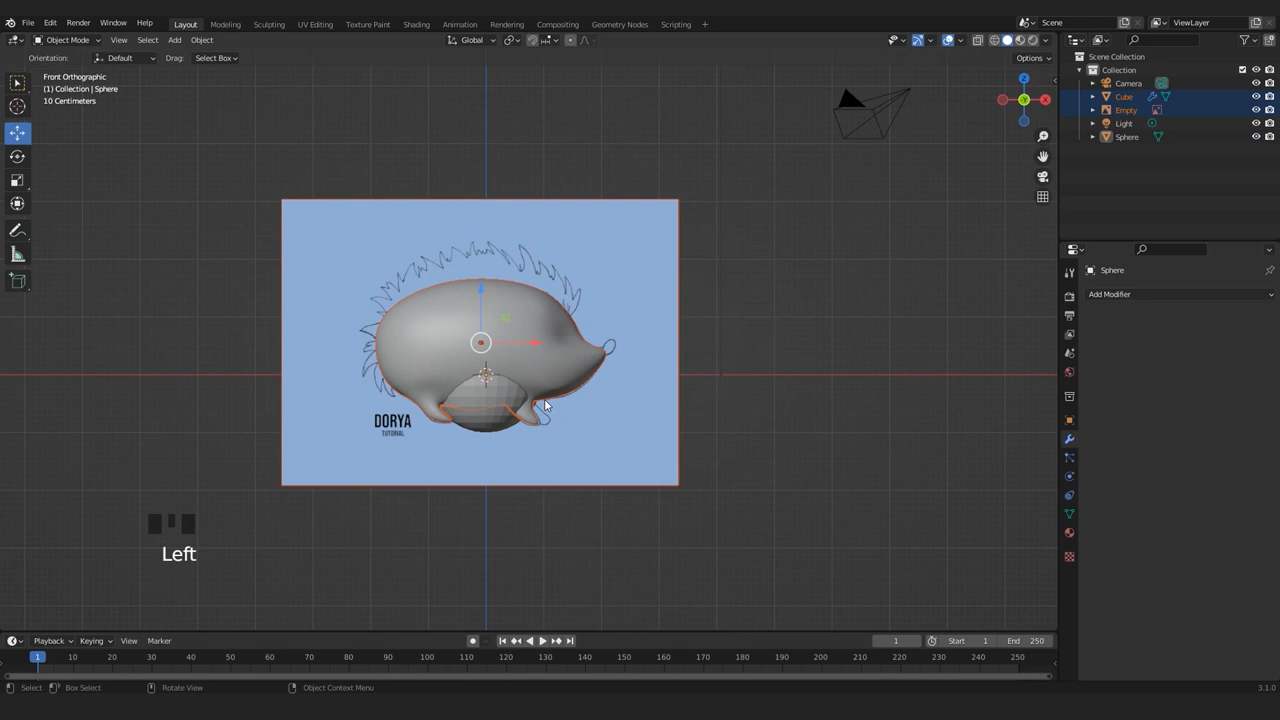 File Edit Render Window Help Layout Modeling Sculpting UV Editing Texture Paint Shading Animation Rendering Compositing Geometry Nodes Scripting + Scene ViewLayer
Object Mode View Select Add Object Global Options
Orientation: Default Drag: Select Box
Front Orthographic
(1) Collection | Sphere
10 Centimeters
Z
Y
X
DORYA
TUTORIAL
Left
Scene Collection
Collection
Camera
Cube
Empty
Light
Sphere
Sphere
Add Modifier
Playback Keying View Marker 1 Start 1 End 250
1 10 20 30 40 50 60 70 80 90 100 110 120 130 140 150 160 170 180 190 200 210 220 230 240 250
Select Box Select Rotate View Object Context Menu 3.1.0